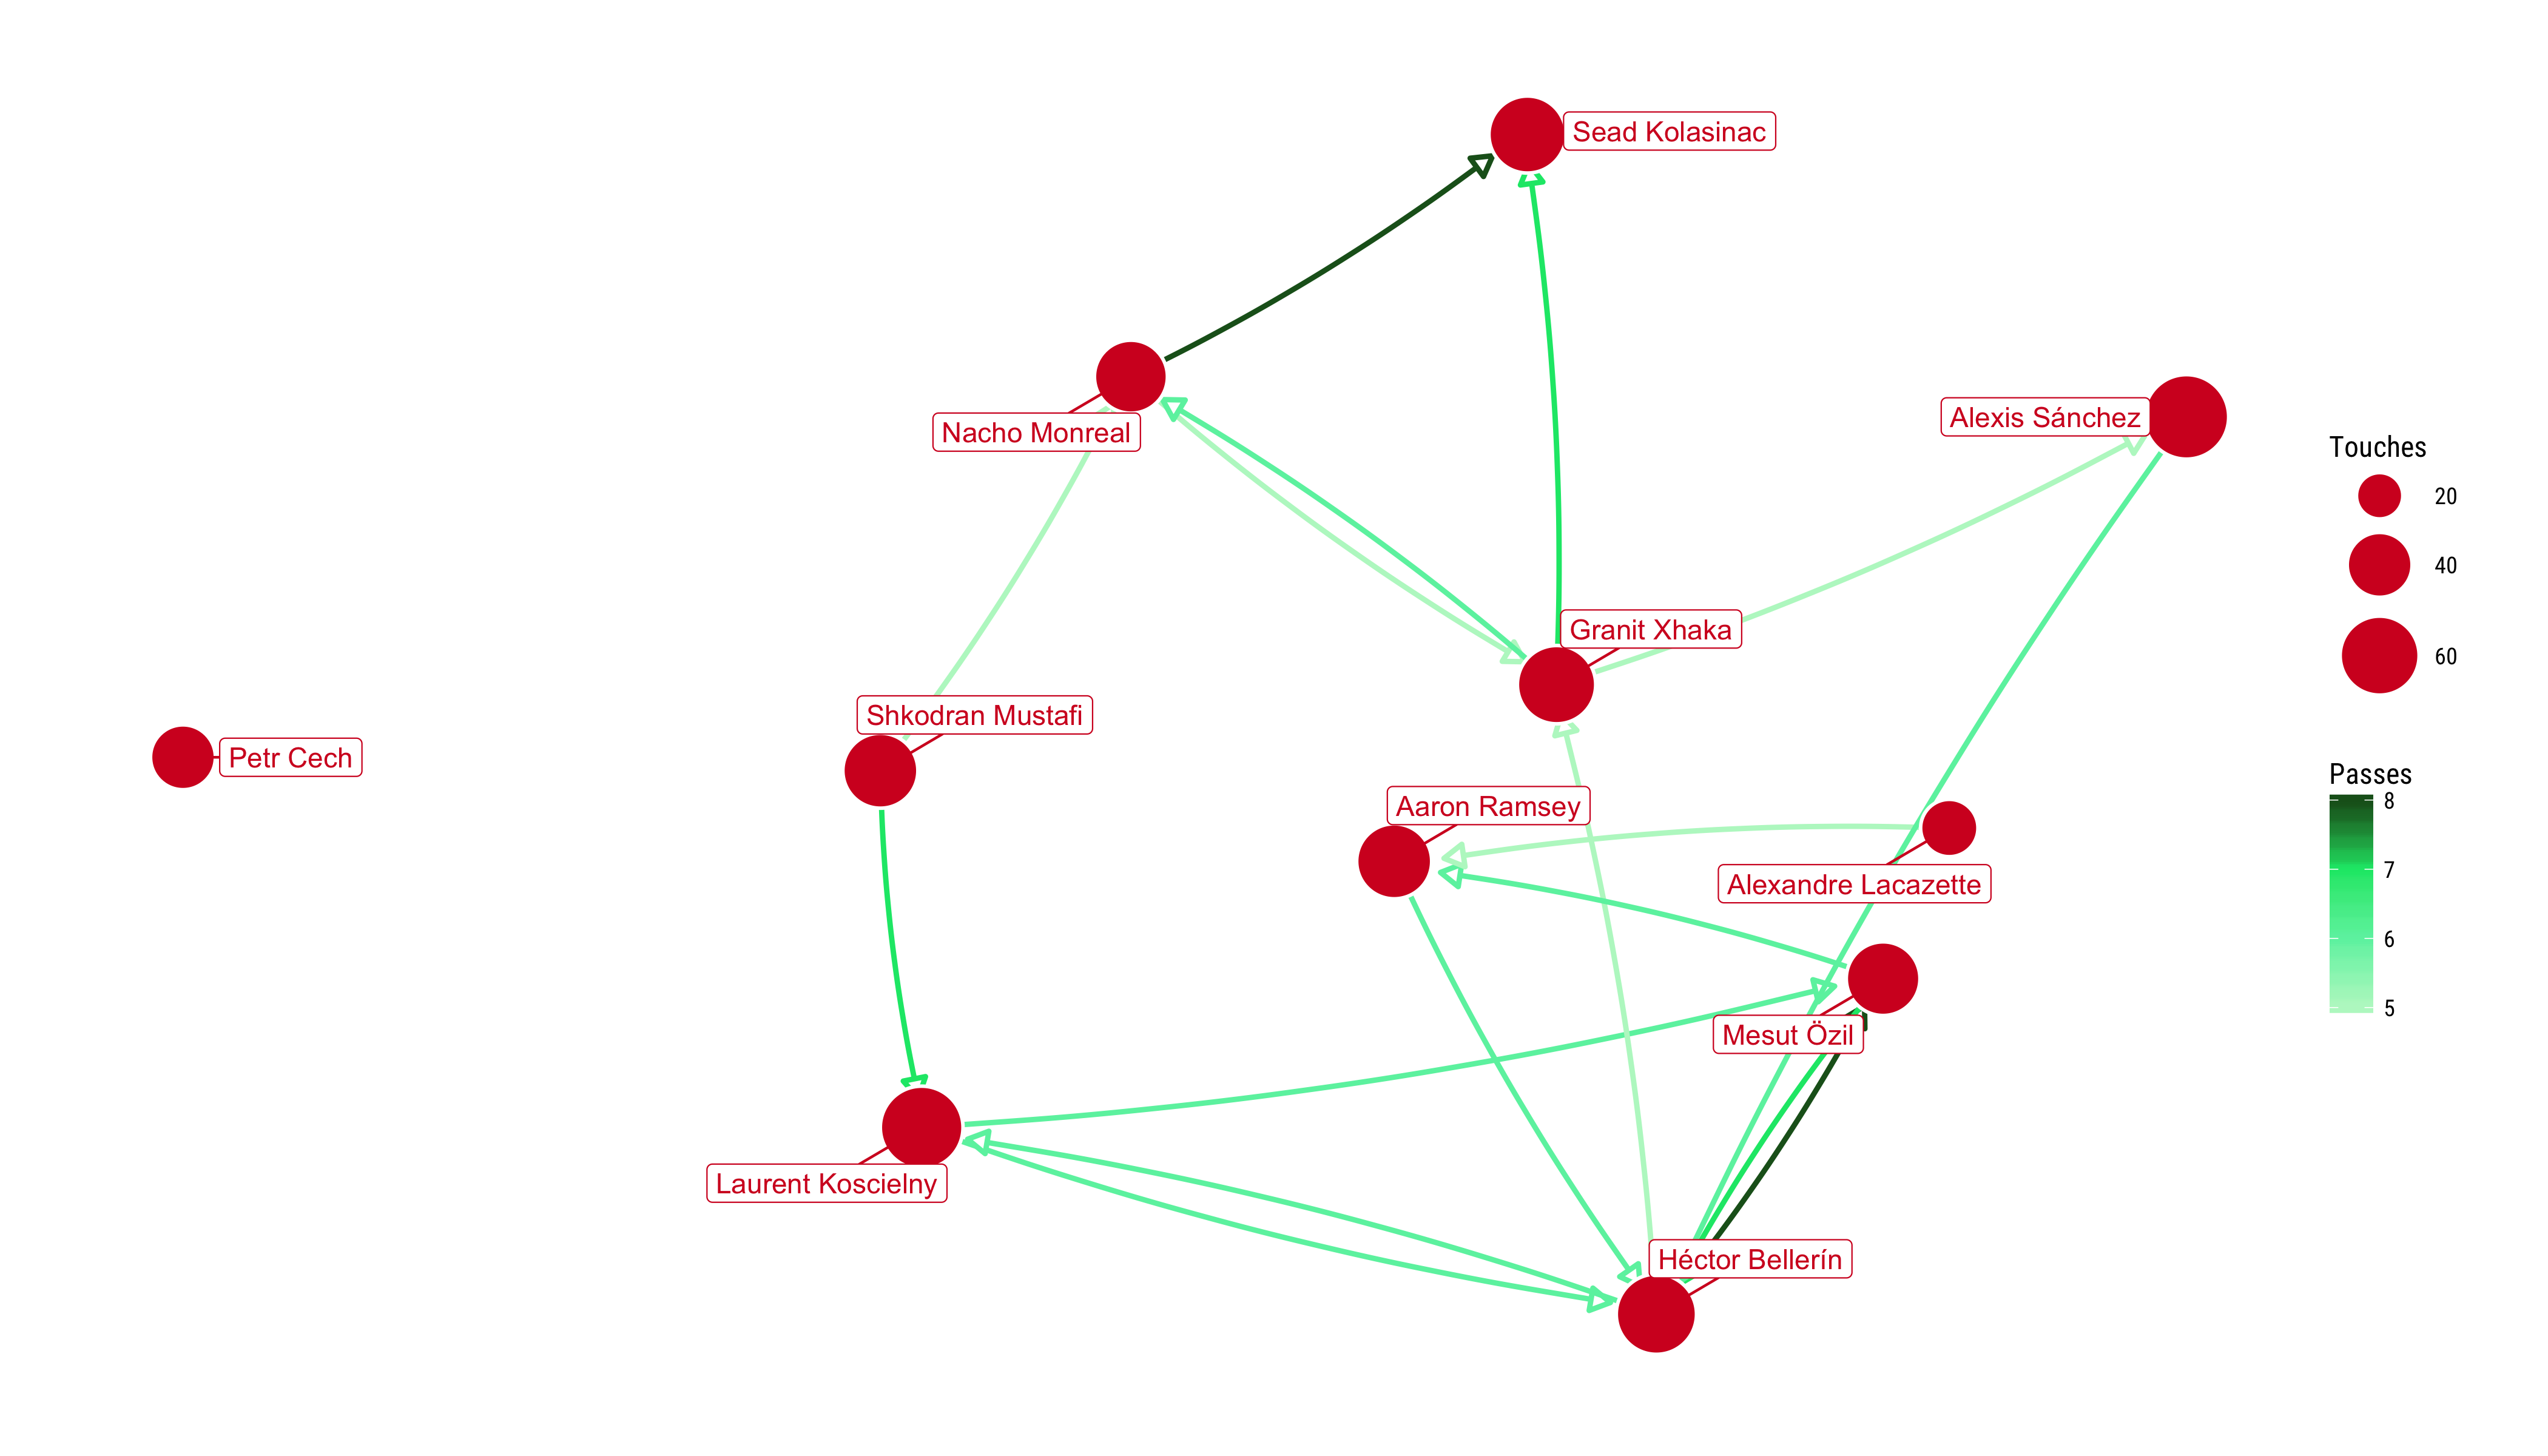 Sead Kolasinac
Nacho Monreal
Alexis Sánchez
Granit Xhaka
Shkodran Mustafi
Petr Cech
Aaron Ramsey
Alexandre Lacazette
Mesut Özil
Laurent Koscielny
Héctor Bellerín
Touches
20
40
60
Passes
8
7
6
5